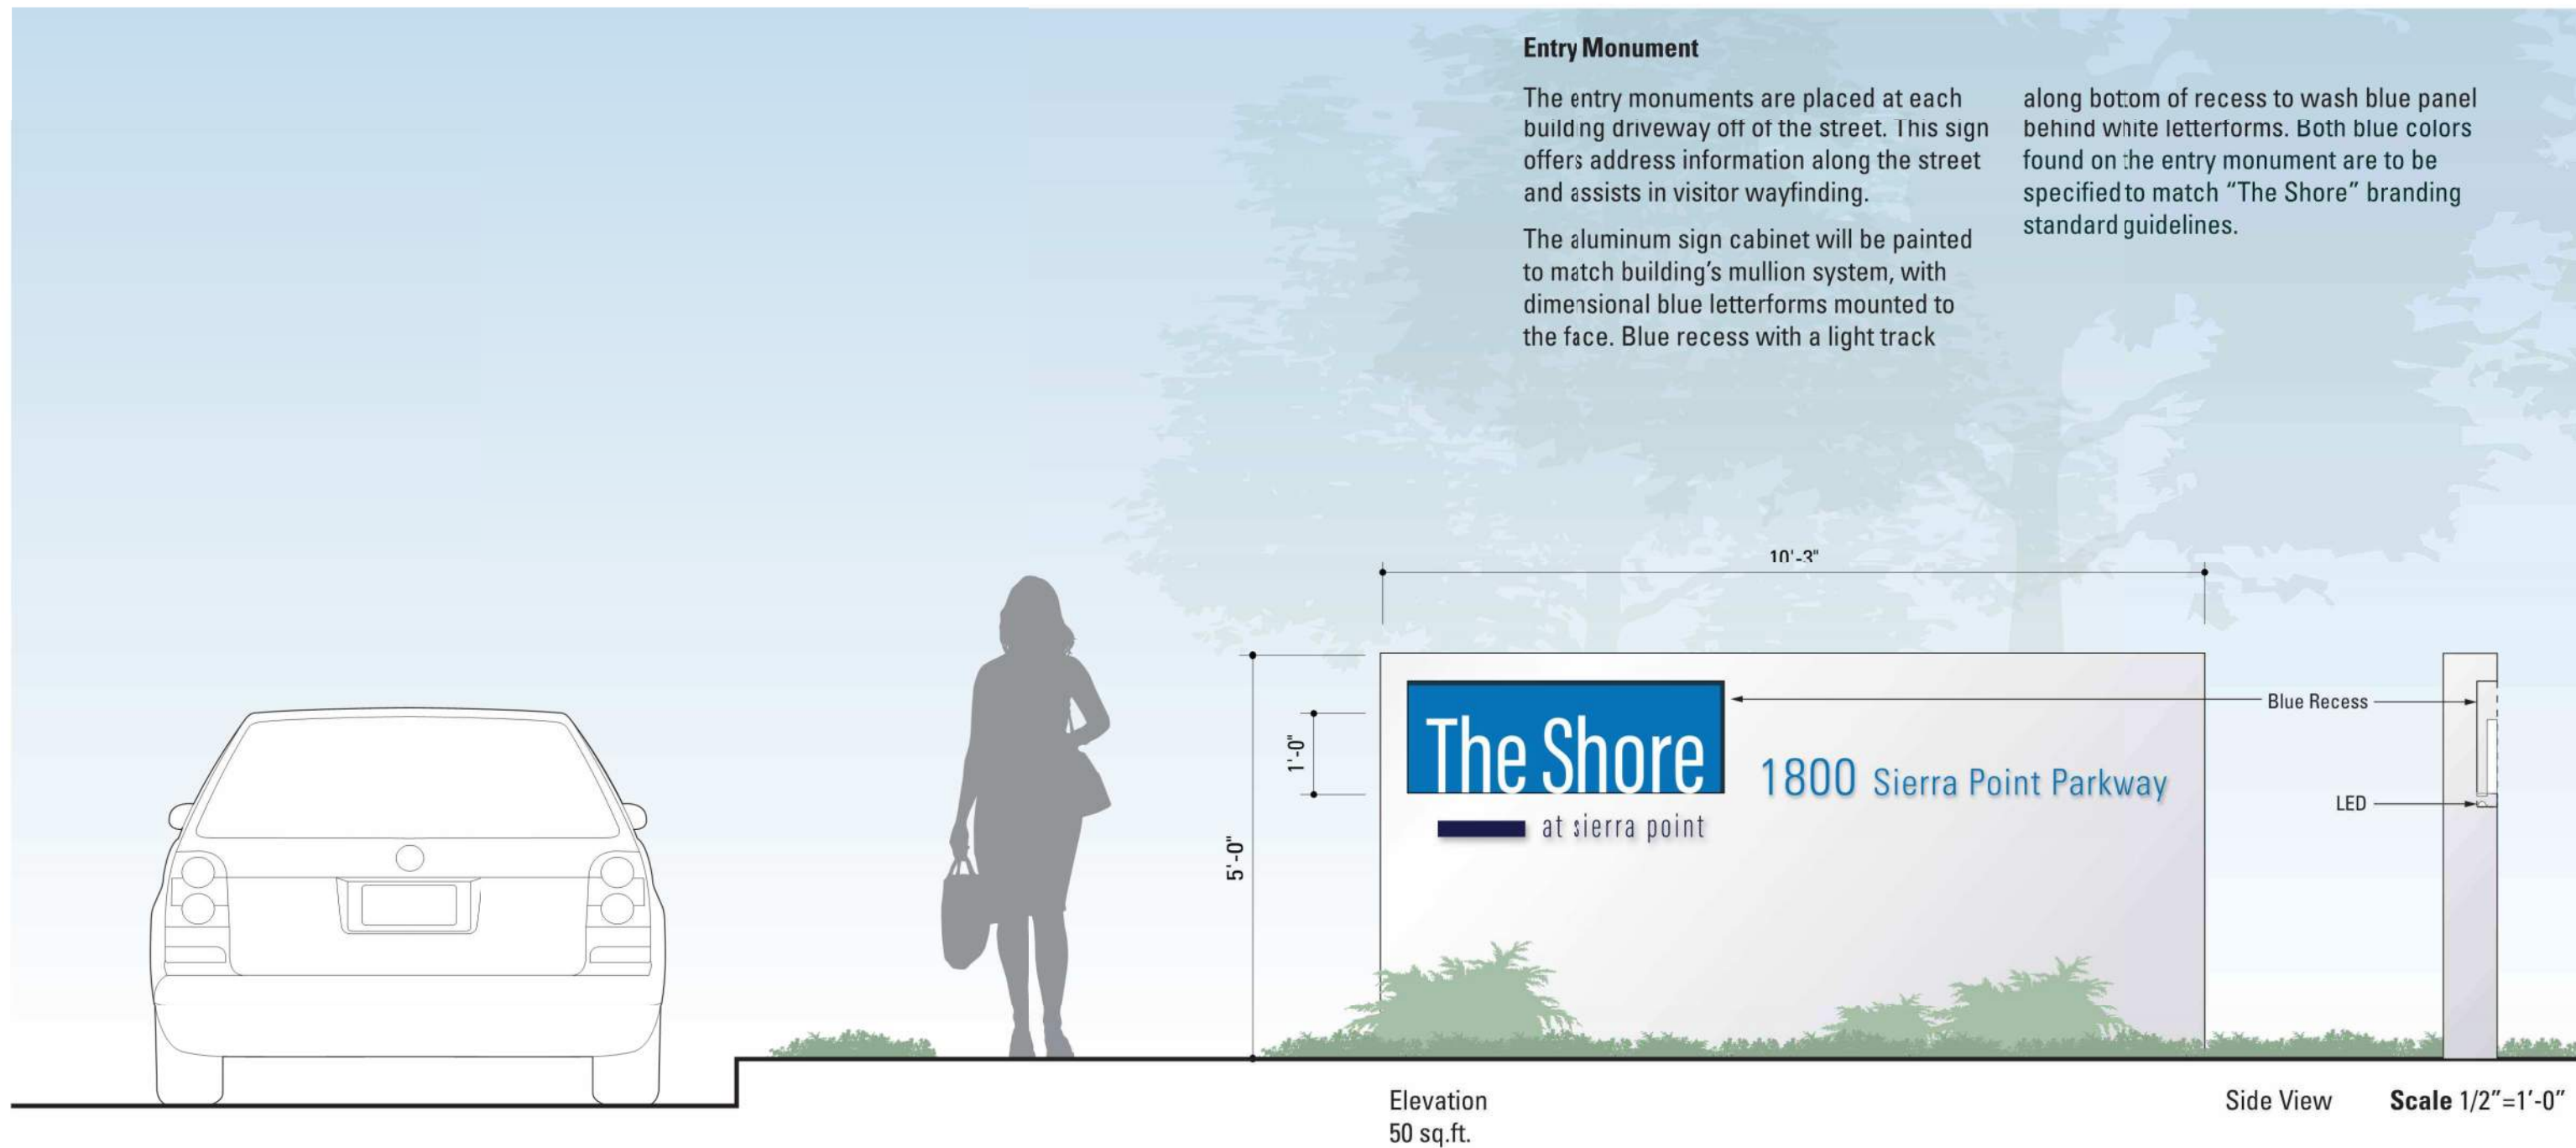 Entry Monument
The entry monuments are placed at each
building driveway off of the street. This sign
offers address information along the street
and assists in visitor wayfinding.
The aluminum sign cabinet will be painted
to match building’s mullion system, with
dimensional blue letterforms mounted to
the face. Blue recess with a light track
along bottom of recess to wash blue panel
behind white letterforms. Both blue colors
found on the entry monument are to be
specified to match “The Shore” branding
standard guidelines.
10'-3"
Blue Recess
The Shore
1'-0"
1800 Sierra Point Parkway
LED
at sierra point
5'-0"
Elevation
50 sq.ft.
Side View
Scale 1/2”=1’-0”